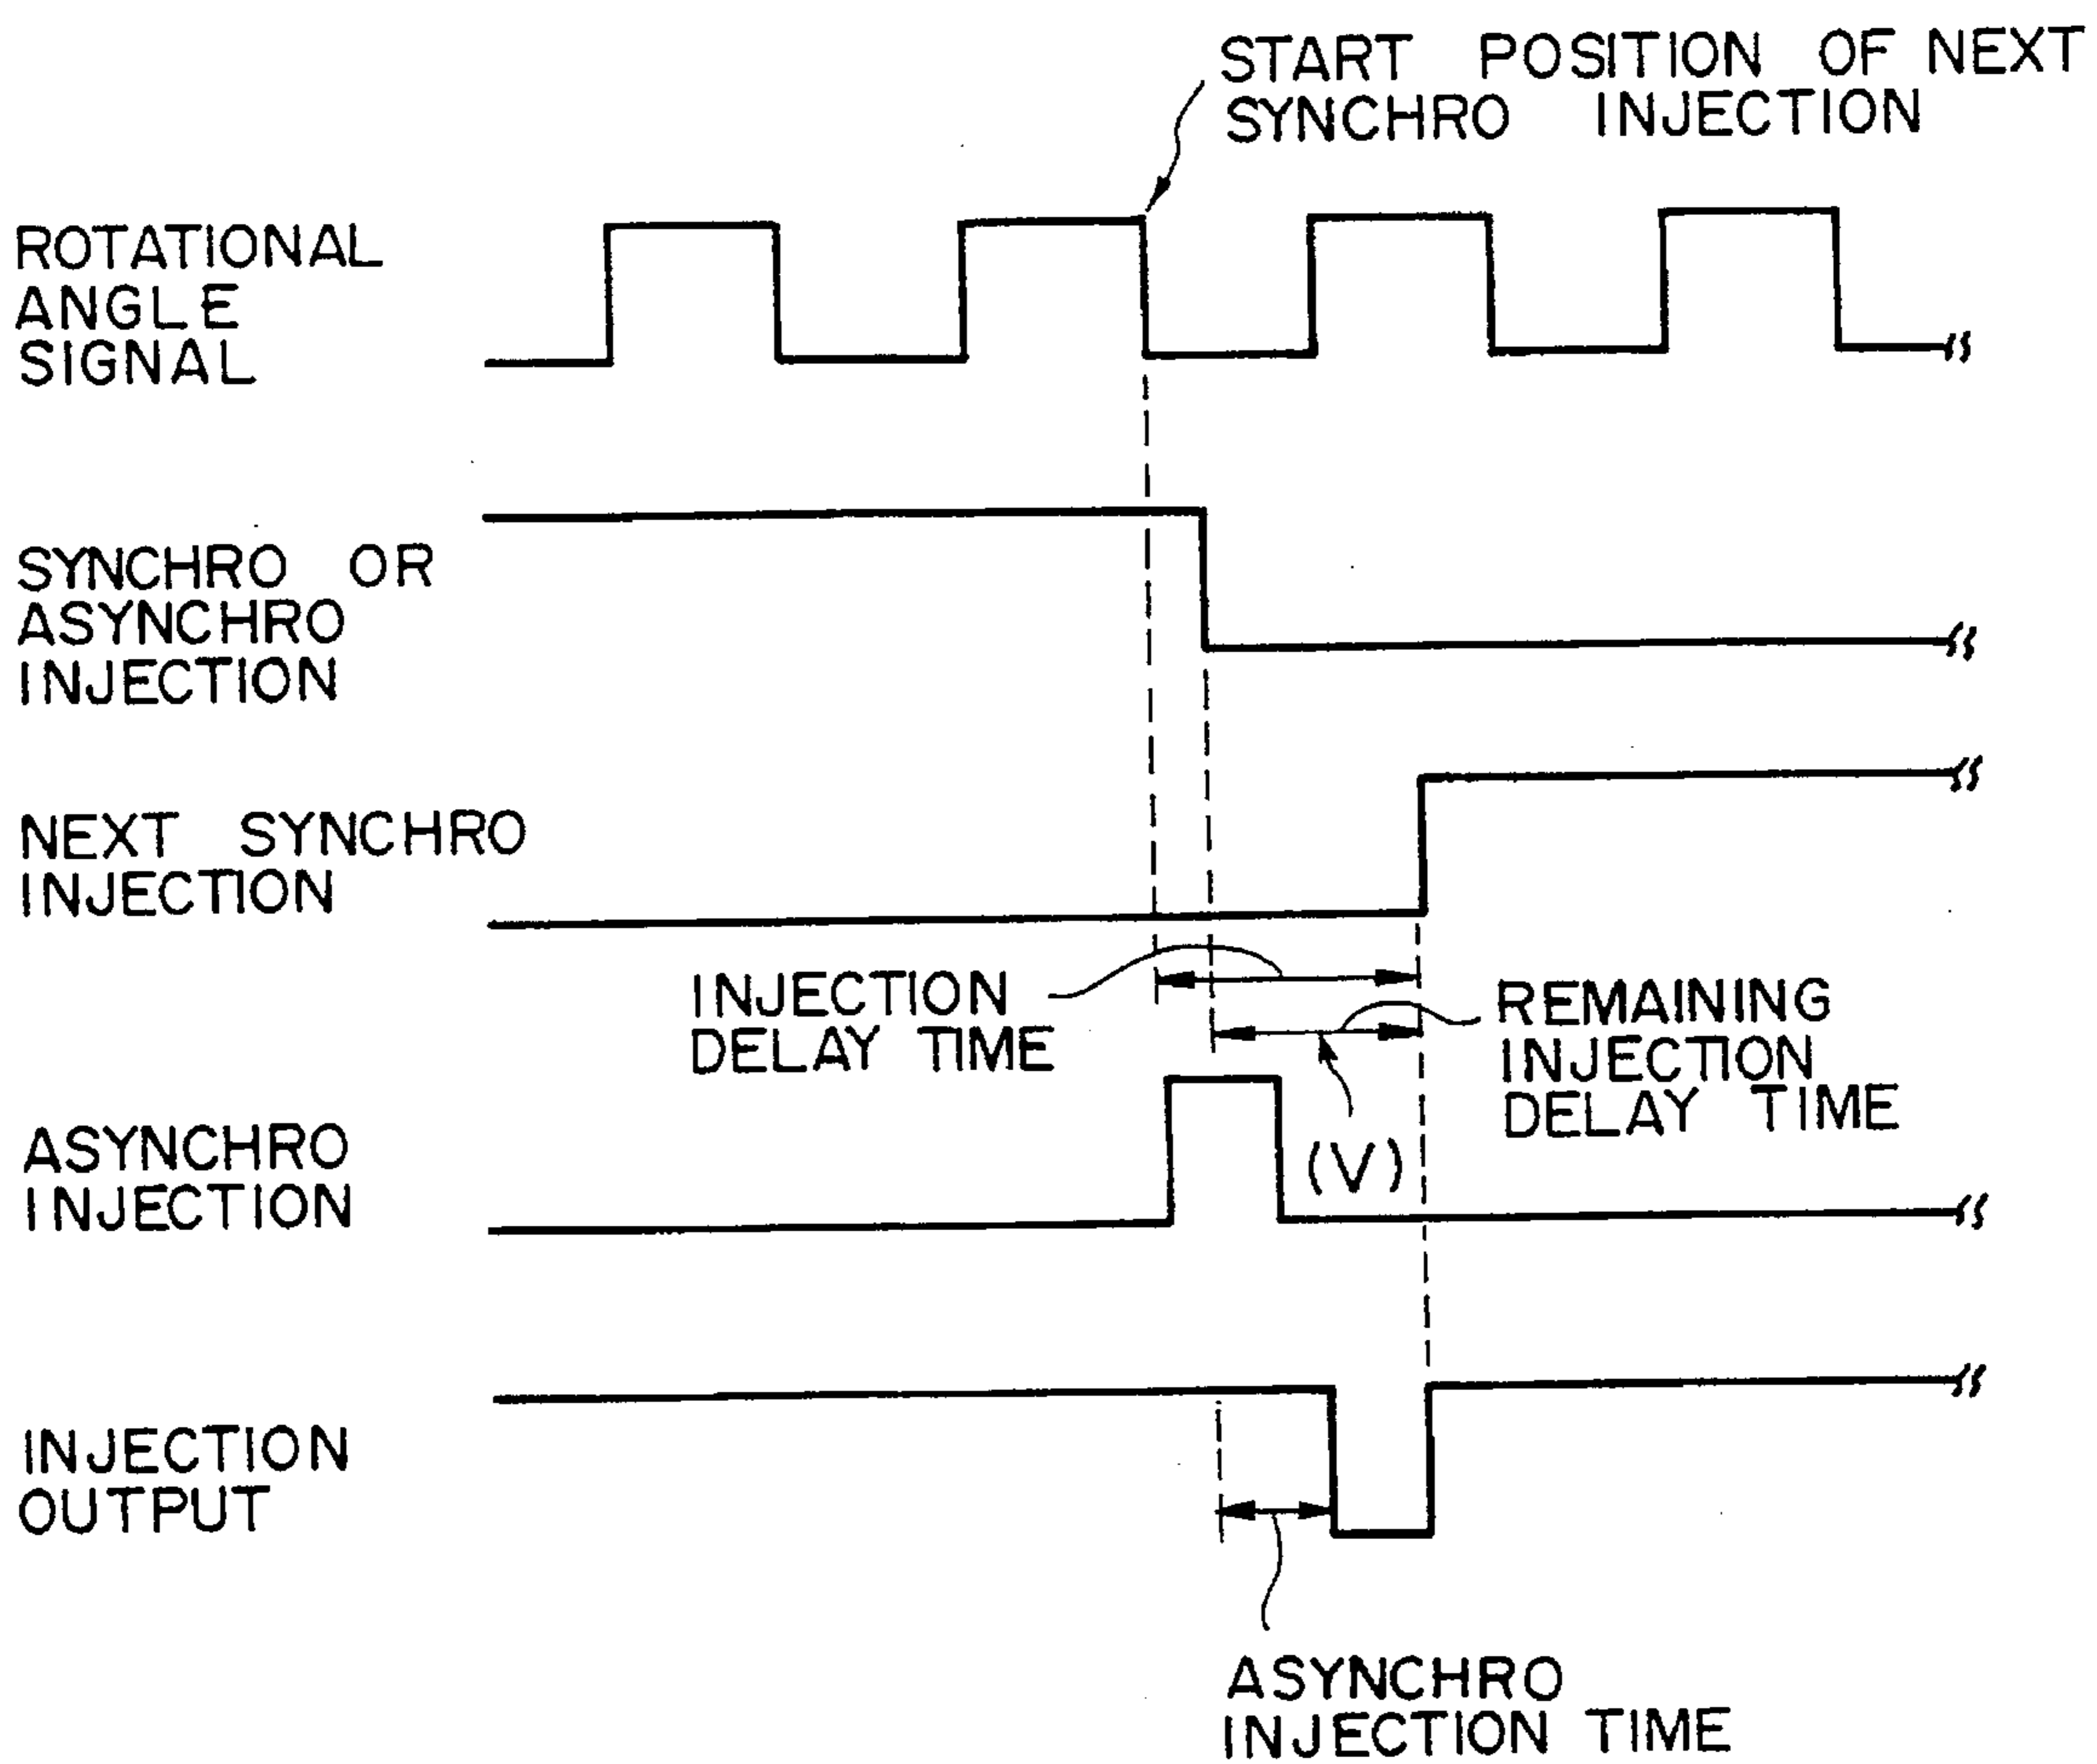 START POSITION OF NEXT
SYNCHRO INJECTION
ROTATIONAL
ANGLE
SIGNAL
SYNCHRO OR
ASYNCHRO
INJECTION
NEXT SYNCHRO
INJECTION
INJECTION
DELAY TIME
REMAINING
INJECTION
DELAY TIME
(V)
ASYNCHRO
INJECTION
INJECTION
OUTPUT
ASYNCHRO
INJECTION TIME